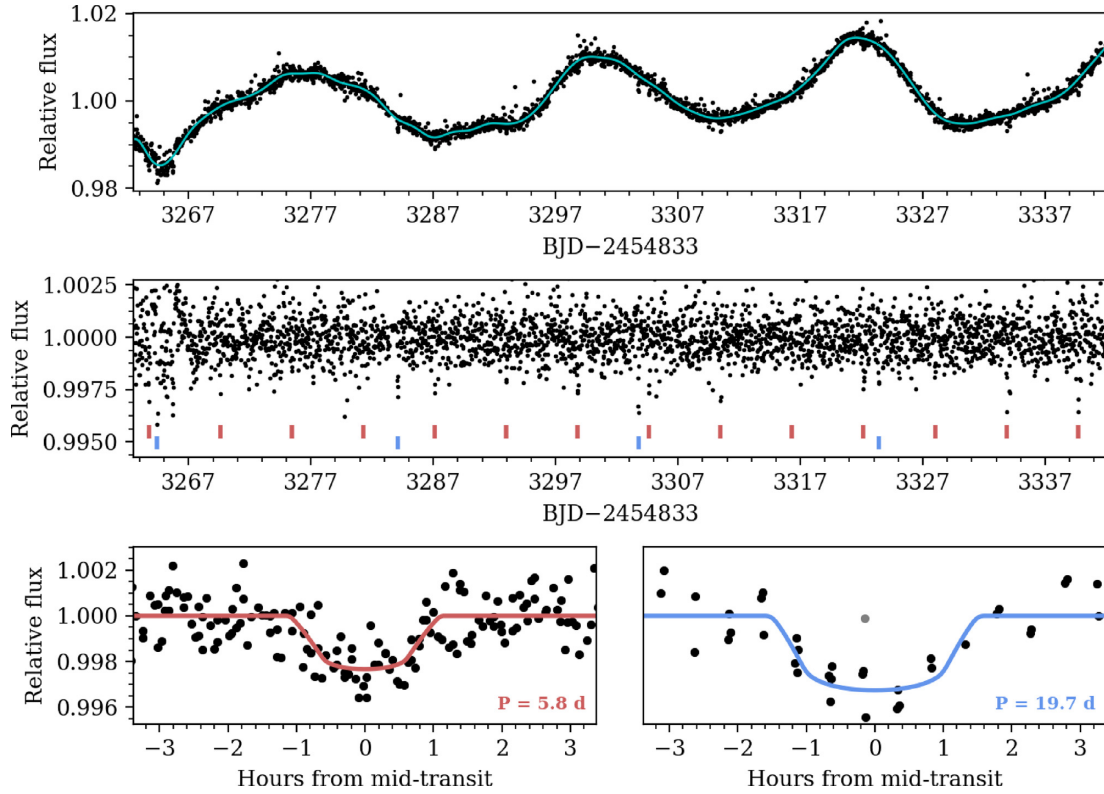 Relative flux
1.02
1.00
0.98
3267 3277 3287 3297 3307 3317 3327 3337
BJD−2454833
Relative flux
1.0025
1.0000
0.9975
0.9950
3267 3277 3287 3297 3307 3317 3327 3337
BJD−2454833
Relative flux
1.002
1.000
0.998
0.996
P = 5.8 d
−3 −2 −1 0 1 2 3
Hours from mid-transit
P = 19.7 d
−3 −2 −1 0 1 2 3
Hours from mid-transit